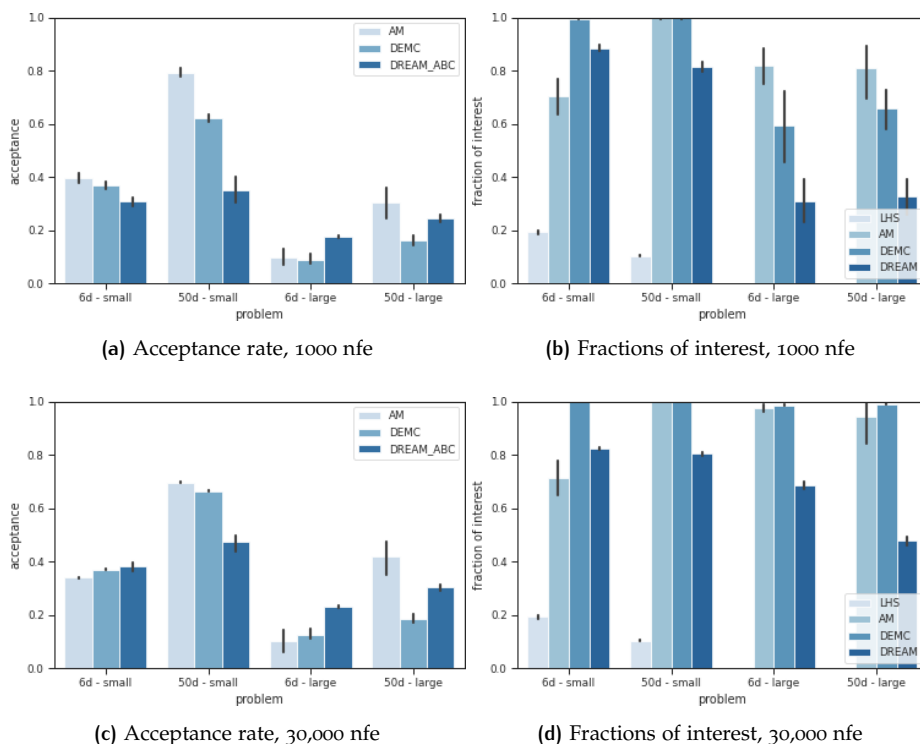 1.0
0.8
0.6
0.4
0.2
0.0
acceptance
AM
DEMC
DREAM_ABC
6d - small
50d - small
6d - large
50d - large
problem
(a) Acceptance rate, 1000 nfe
1.0
0.8
0.6
0.4
0.2
0.0
fraction of interest
LHS
AM
DEMC
DREAM
6d - small
50d - small
6d - large
50d - large
problem
(b) Fractions of interest, 1000 nfe
1.0
0.8
0.6
0.4
0.2
0.0
acceptance
AM
DEMC
DREAM_ABC
6d - small
50d - small
6d - large
50d - large
problem
(c) Acceptance rate, 30,000 nfe
1.0
0.8
0.6
0.4
0.2
0.0
fraction of interest
LHS
AM
DEMC
DREAM
6d - small
50d - small
6d - large
50d - large
problem
(d) Fractions of interest, 30,000 nfe